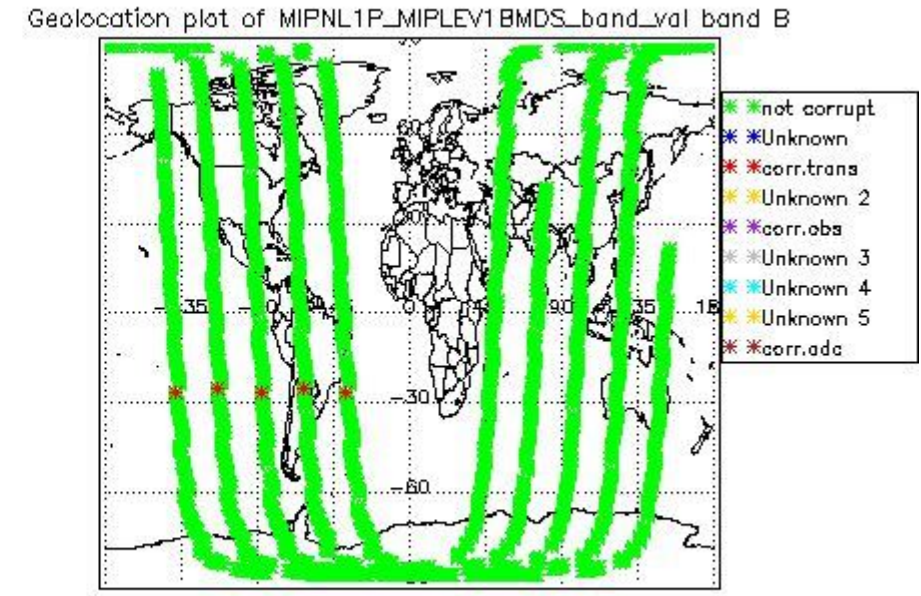 Geolocation plot of MIPNL1P_MIPLEV1BMDS_band_val band B
60
0
-30
-60
not corrupt
Unknown
corr.trans
Unknown 2
corr.obs
Unknown 3
Unknown 4
Unknown 5
corr.adc